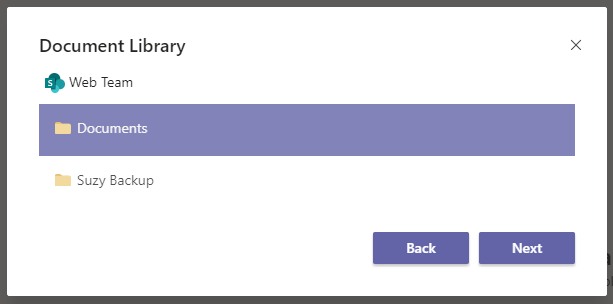 Document Library
Web Team
Documents
Suzy Backup
Back
Next